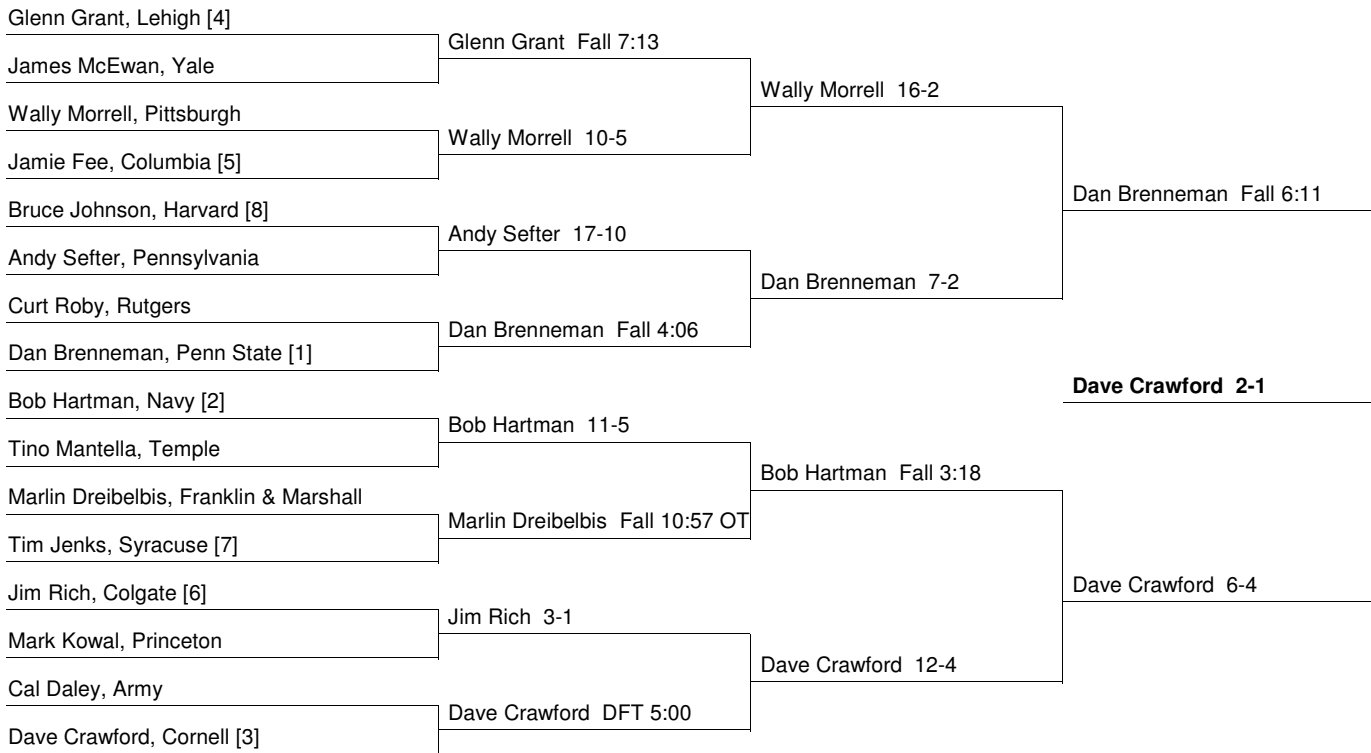 Glenn Grant, Lehigh [4]
James McEwan, Yale
Wally Morrell, Pittsburgh
Jamie Fee, Columbia [5]
Bruce Johnson, Harvard [8]
Andy Sefter, Pennsylvania
Curt Roby, Rutgers
Dan Brenneman, Penn State [1]
Bob Hartman, Navy [2]
Tino Mantella, Temple
Marlin Dreibelbis, Franklin & Marshall
Tim Jenks, Syracuse [7]
Jim Rich, Colgate [6]
Mark Kowal, Princeton
Cal Daley, Army
Dave Crawford, Cornell [3]
Glenn Grant Fall 7:13
Wally Morrell 10-5
Andy Sefter 17-10
Dan Brenneman Fall 4:06
Bob Hartman 11-5
Marlin Dreibelbis Fall 10:57 OT
Jim Rich 3-1
Dave Crawford DFT 5:00
Wally Morrell 16-2
Dan Brenneman 7-2
Bob Hartman Fall 3:18
Dave Crawford 12-4
Dan Brenneman Fall 6:11
Dave Crawford 2-1
Dave Crawford 6-4